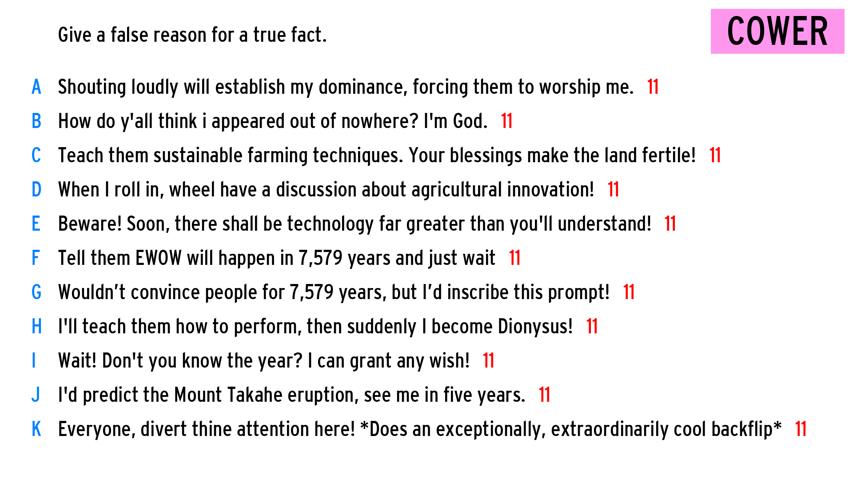 Give a false reason for a true fact.
COWER
A Shouting loudly will establish my dominance, forcing them to worship me. 11
B How do y'all think i appeared out of nowhere? I'm God. 11
C Teach them sustainable farming techniques. Your blessings make the land fertile! 11
D When I roll in, wheel have a discussion about agricultural innovation! 11
E Beware! Soon, there shall be technology far greater than you'll understand! 11
F Tell them EWOW will happen in 7,579 years and just wait 11
G Wouldn’t convince people for 7,579 years, but I’d inscribe this prompt! 11
H I'll teach them how to perform, then suddenly I become Dionysus! 11
I Wait! Don't you know the year? I can grant any wish! 11
J I'd predict the Mount Takahe eruption, see me in five years. 11
K Everyone, divert thine attention here! *Does an exceptionally, extraordinarily cool backflip* 11